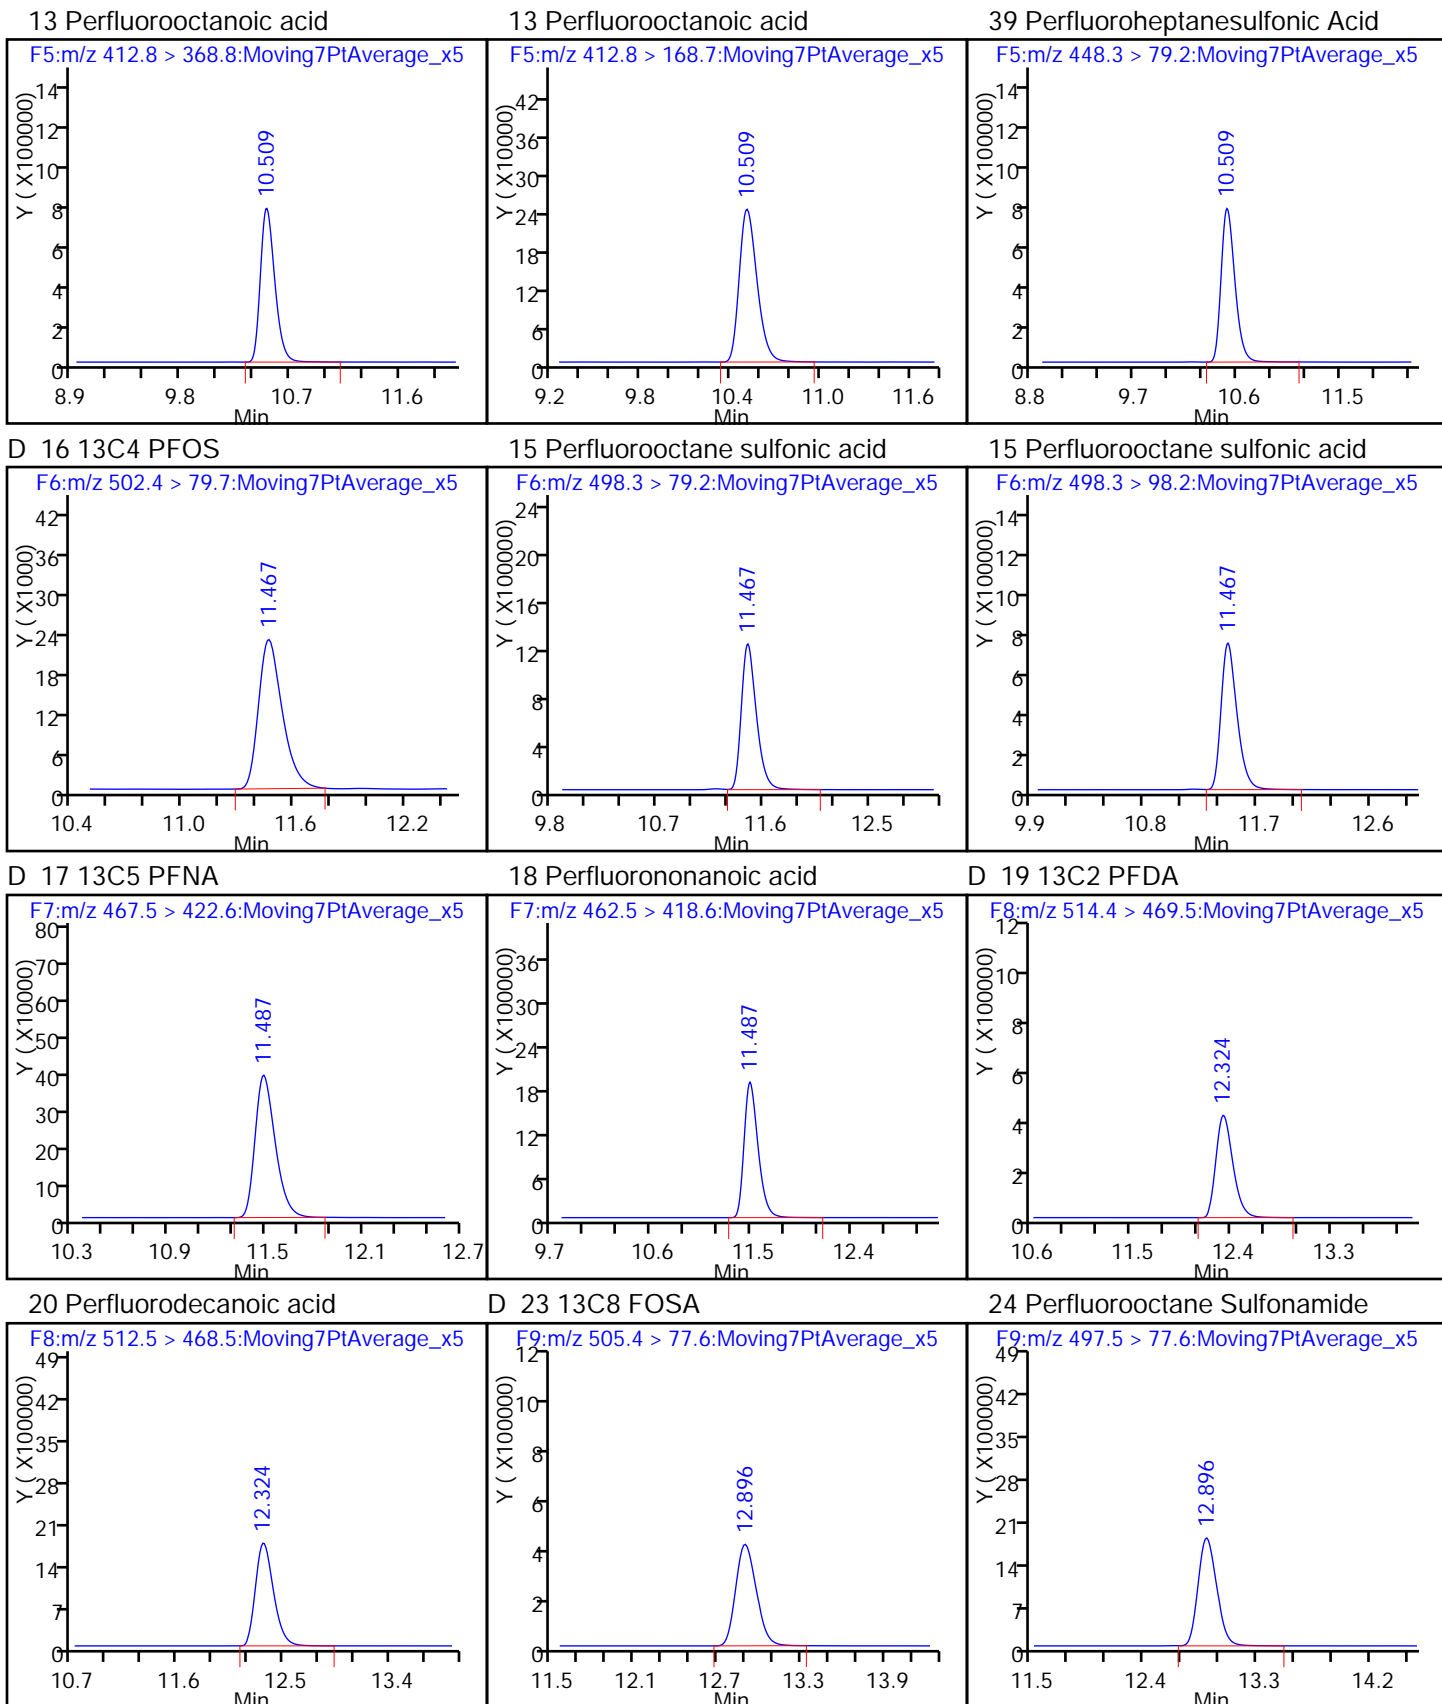 13 Perfluorooctanoic acid
F5:m/z 412.8 > 368.8:Moving7PtAverage_x5
Y ( X100000)
14
12
10
8
6
4
2
0
10.509
8.9 9.8 10.7 11.6
Min
13 Perfluorooctanoic acid
F5:m/z 412.8 > 168.7:Moving7PtAverage_x5
Y ( X100000)
42
36
30
24
18
12
6
0
10.509
9.2 9.8 10.4 11.0 11.6
Min
39 Perfluoroheptanesulfonic Acid
F5:m/z 448.3 > 79.2:Moving7PtAverage_x5
Y ( X100000)
14
12
10
8
6
4
2
0
10.509
8.8 9.7 10.6 11.5
Min
D 16 13C4 PFOS
F6:m/z 502.4 > 79.7:Moving7PtAverage_x5
Y ( X1000)
42
36
30
24
18
12
6
0
11.467
10.4 11.0 11.6 12.2
Min
15 Perfluorooctane sulfonic acid
F6:m/z 498.3 > 79.2:Moving7PtAverage_x5
Y ( X100000)
24
20
16
12
8
4
0
11.467
9.8 10.7 11.6 12.5
Min
15 Perfluorooctane sulfonic acid
F6:m/z 498.3 > 98.2:Moving7PtAverage_x5
Y ( X100000)
14
12
10
8
6
4
2
0
11.467
9.9 10.8 11.7 12.6
Min
D 17 13C5 PFNA
F7:m/z 467.5 > 422.6:Moving7PtAverage_x5
Y ( X10000)
80
70
60
50
40
30
20
10
0
11.487
10.3 10.9 11.5 12.1 12.7
Min
18 Perfluorononanoic acid
F7:m/z 462.5 > 418.6:Moving7PtAverage_x5
Y ( X100000)
36
30
24
18
12
6
0
11.487
9.7 10.6 11.5 12.4
Min
D 19 13C2 PFDA
F8:m/z 514.4 > 469.5:Moving7PtAverage_x5
Y ( X100000)
12
10
8
6
4
2
0
12.324
10.6 11.5 12.4 13.3
Min
20 Perfluorodecanoic acid
F8:m/z 512.5 > 468.5:Moving7PtAverage_x5
Y ( X100000)
49
42
35
28
21
14
7
0
12.324
10.7 11.6 12.5 13.4
Min
D 23 13C8 FOSA
F9:m/z 505.4 > 77.6:Moving7PtAverage_x5
Y ( X100000)
12
10
8
6
4
2
0
12.896
11.5 12.1 12.7 13.3 13.9
Min
24 Perfluorooctane Sulfonamide
F9:m/z 497.5 > 77.6:Moving7PtAverage_x5
Y ( X100000)
49
42
35
28
21
14
7
0
12.896
11.5 12.4 13.3 14.2
Min